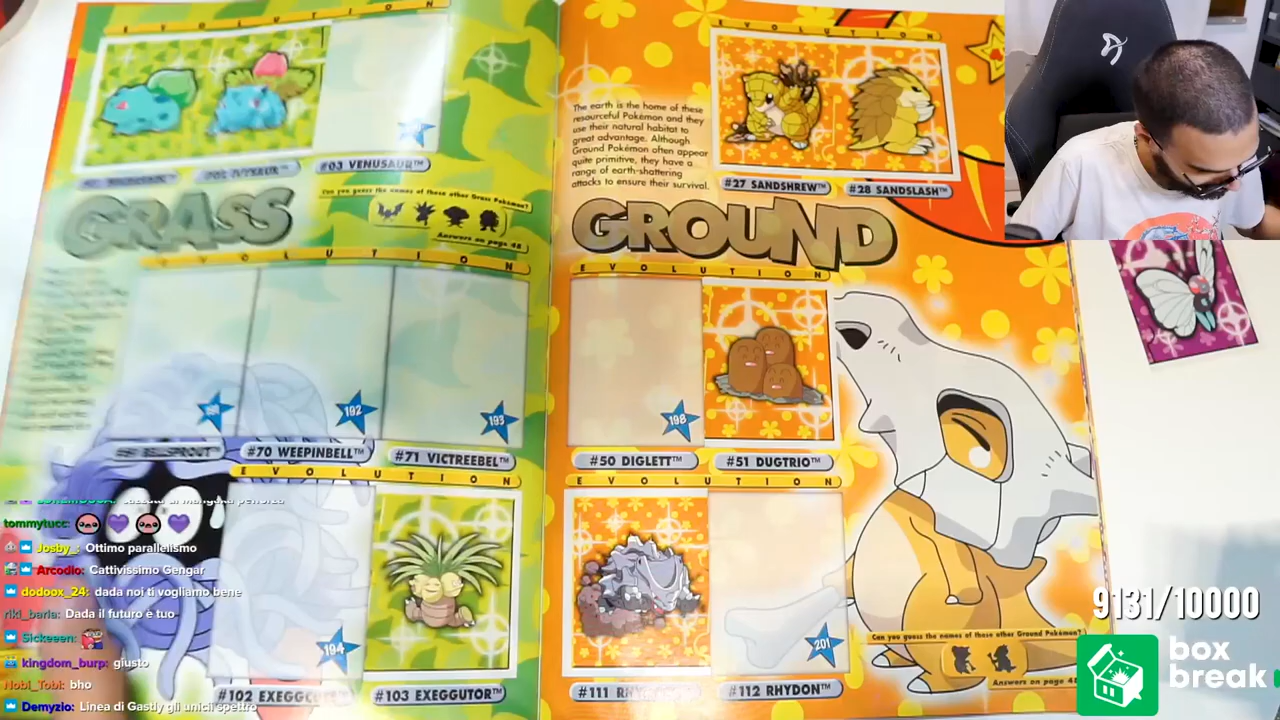 EVOLUTION
#03 VENUSAUR™
Can you guess the names of these other Grass Pokémon?
Answers on page 48
GRASS
EVOLUTION
192
193
#70 WEEPINBELL™
#71 VICTREEBEL™
EVOLUTION
194
#103 EXEGGUTOR™
EVOLUTION
The earth is the home of these
resourceful Pokémon and they
use their natural habitat to
great advantage. Although
Ground Pokémon often appear
quite primitive, they have a
range of earth-shattering
attacks to ensure their survival.
#27 SANDSHREW™
#28 SANDSLASH™
GROUND
EVOLUTION
198
#50 DIGLETT™
#51 DUGTRIO™
EVOLUTION
201
#111
#112 RHYDON™
Can you guess the names of these other Ground Pokémon?
Answers on page 48
tommytucc:
Josby_: Ottimo parallelismo
Arcodio: Cattivissimo Gengar
dodoox_24: dada noi ti vogliamo bene
riki_baria: Dada il futuro è tuo
Sickeeen:
kingdom_burp: giusto
Nobi_Tobi: bho
Demyzio: Linea di Gastly gli unici spettro
9131/10000
box
break